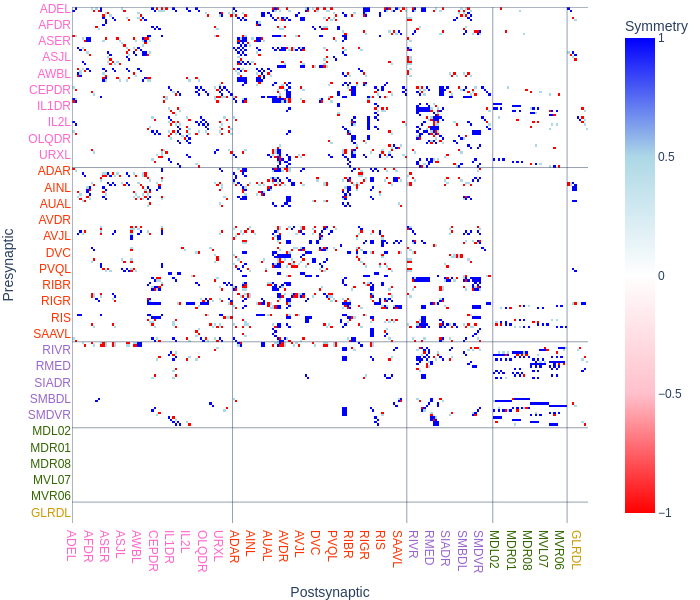 Symmetry
1
0.5
0
−0.5
−1
Presynaptic
ADEL
AFDR
ASER
ASJL
AWBL
CEPDR
IL1DR
IL2L
OLQDR
URXL
ADAR
AINL
AUAL
AVDR
AVJL
DVC
PVQL
RIBR
RIGR
RIS
SAAVL
RIVR
RMED
SIADR
SMBDL
SMDVR
MDL02
MDR01
MDR08
MVL07
MVR06
GLRDL
ADEL
AFDR
ASER
ASJL
AWBL
CEPDR
IL1DR
IL2L
OLQDR
URXL
ADAR
AINL
AUAL
AVDR
AVJL
DVC
PVQL
RIBR
RIGR
RIS
SAAVL
RIVR
RMED
SIADR
SMBDL
SMDVR
MDL02
MDR01
MDR08
MVL07
MVR06
GLRDL
Postsynaptic